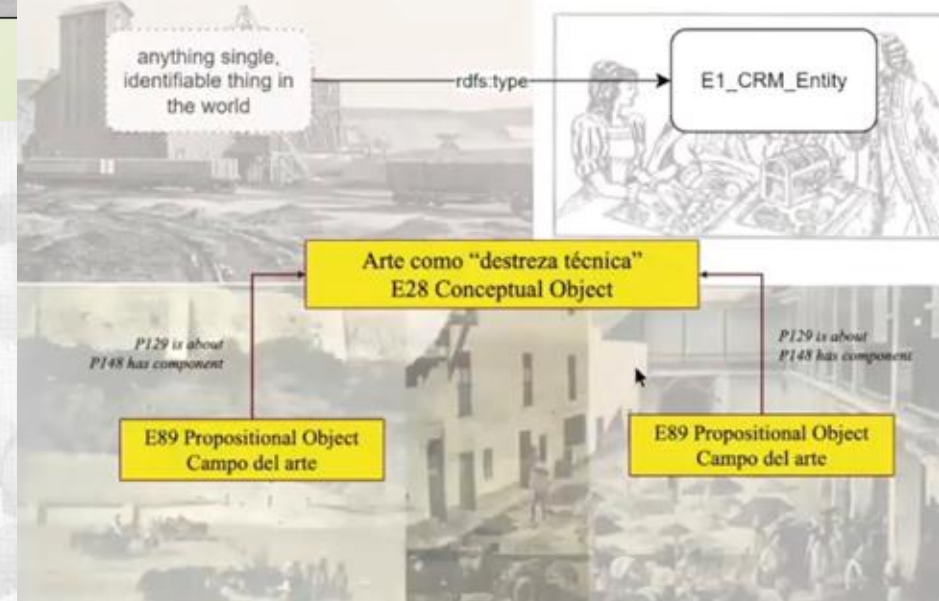 anything single,
identifiable thing in
the world
rdfs:type
E1_CRM_Entity
Arte como “destreza técnica”
E28 Conceptual Object
P129 is about
P148 has component
P129 is about
P148 has component
E89 Propositional Object
Campo del arte
E89 Propositional Object
Campo del arte